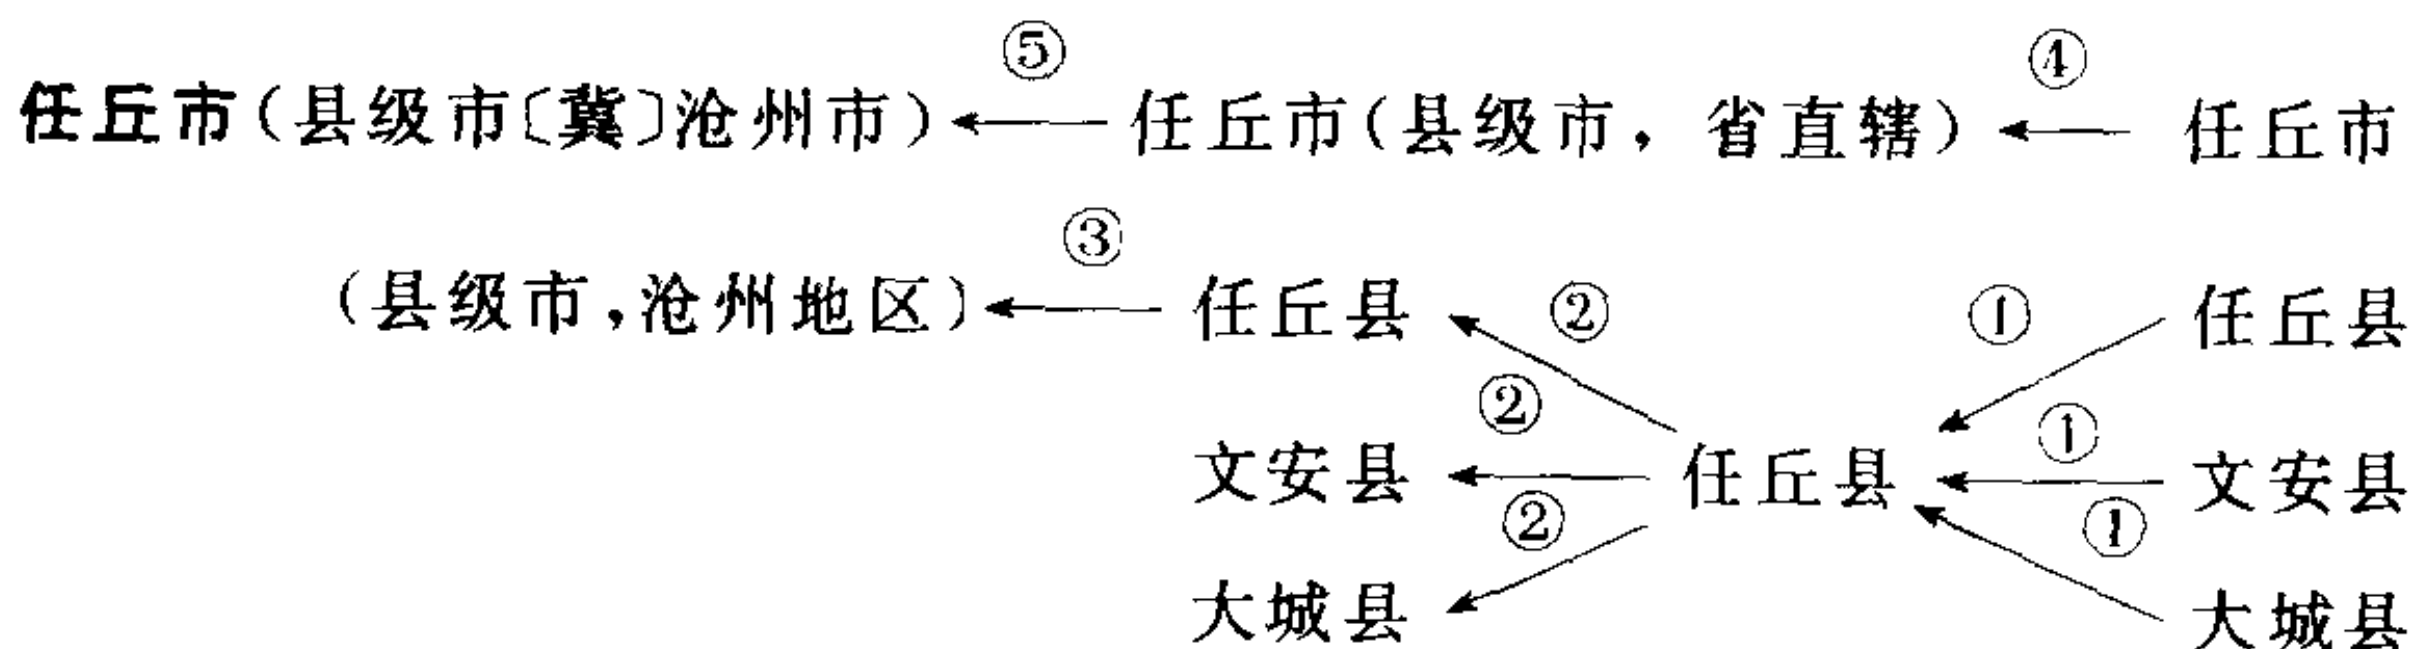 任丘市(县级市〔冀〕沧州市) ⑤ ← 任丘市(县级市，省直辖) ④ ← 任丘市
(县级市,沧州地区) ③ ← 任丘县 ② ① 任丘县
文安县 ② ← 任丘县 ① ← 文安县
大城县 ② ① 大城县